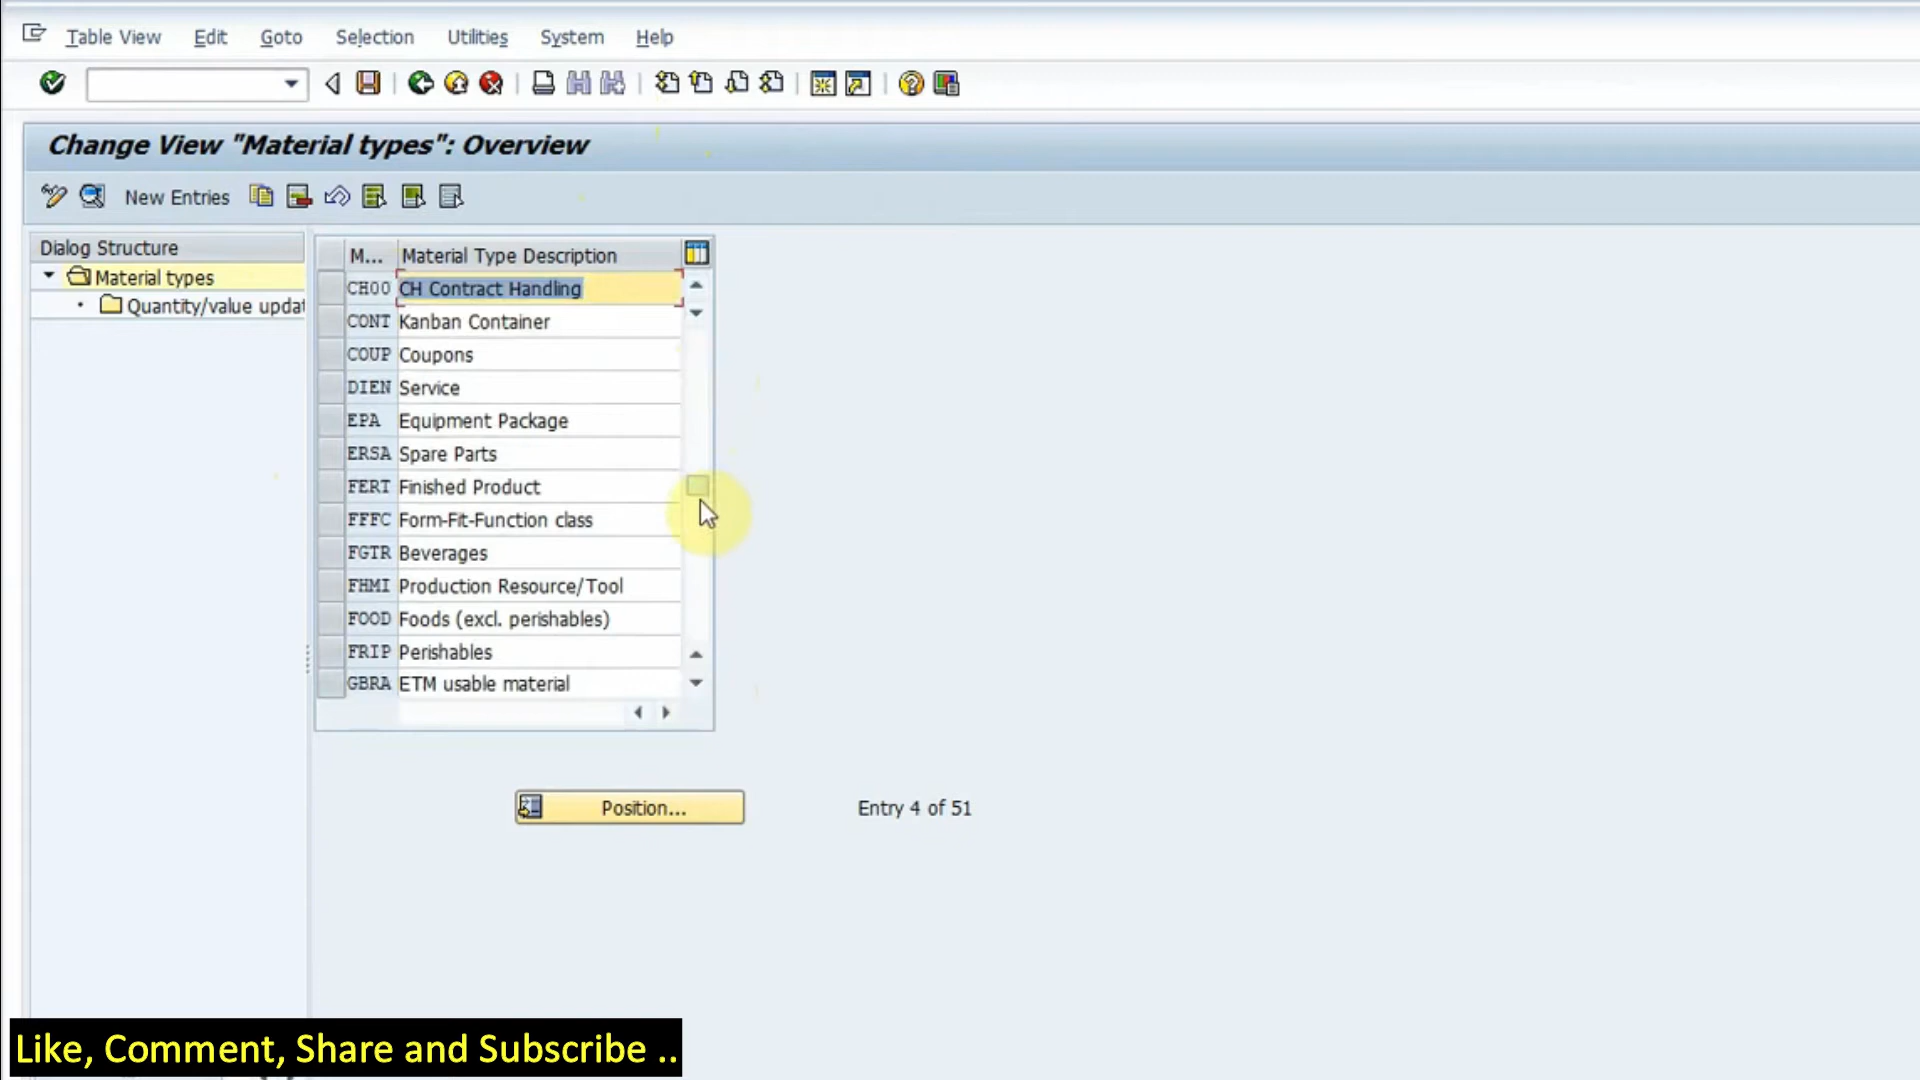 Table View Edit Goto Selection Utilities System Help
Change View "Material types": Overview
New Entries
Dialog Structure
Material types
Quantity/value updat
M... Material Type Description
CH00 CH Contract Handling
CONT Kanban Container
COUP Coupons
DIEN Service
EPA Equipment Package
ERSA Spare Parts
FERT Finished Product
FFFC Form-Fit-Function class
FGTR Beverages
FHMI Production Resource/Tool
FOOD Foods (excl. perishables)
FRIP Perishables
GBRA ETM usable material
Position... Entry 4 of 51
Like, Comment, Share and Subscribe ..